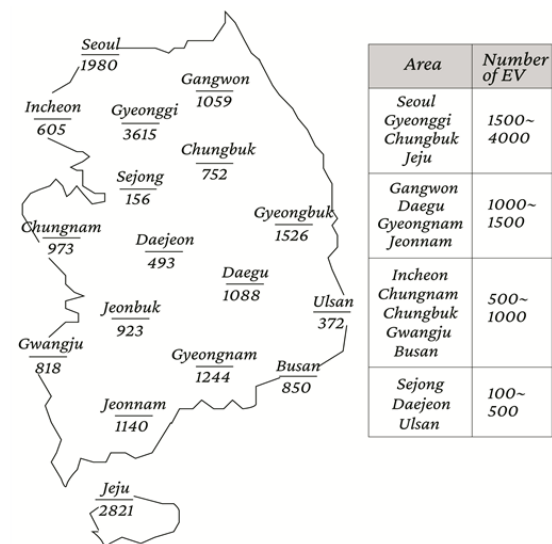 Seoul
1980
Gangwon
1059
Incheon
605
Gyeonggi
3615
Chungbuk
752
Sejong
156
Gyeongbuk
1526
Chungnam
973
Daejeon
493
Daegu
1088
Ulsan
372
Jeonbuk
923
Gwangju
818
Gyeongnam
1244
Busan
850
Jeonnam
1140
Jeju
2821
Area
Number
of EV
Seoul
Gyeonggi
Chungbuk
Jeju
1500~
4000
Gangwon
Daegu
Gyeongnam
Jeonnam
1000~
1500
Incheon
Chungnam
Chungbuk
Gwangju
Busan
500~
1000
Sejong
Daejeon
Ulsan
100~
500